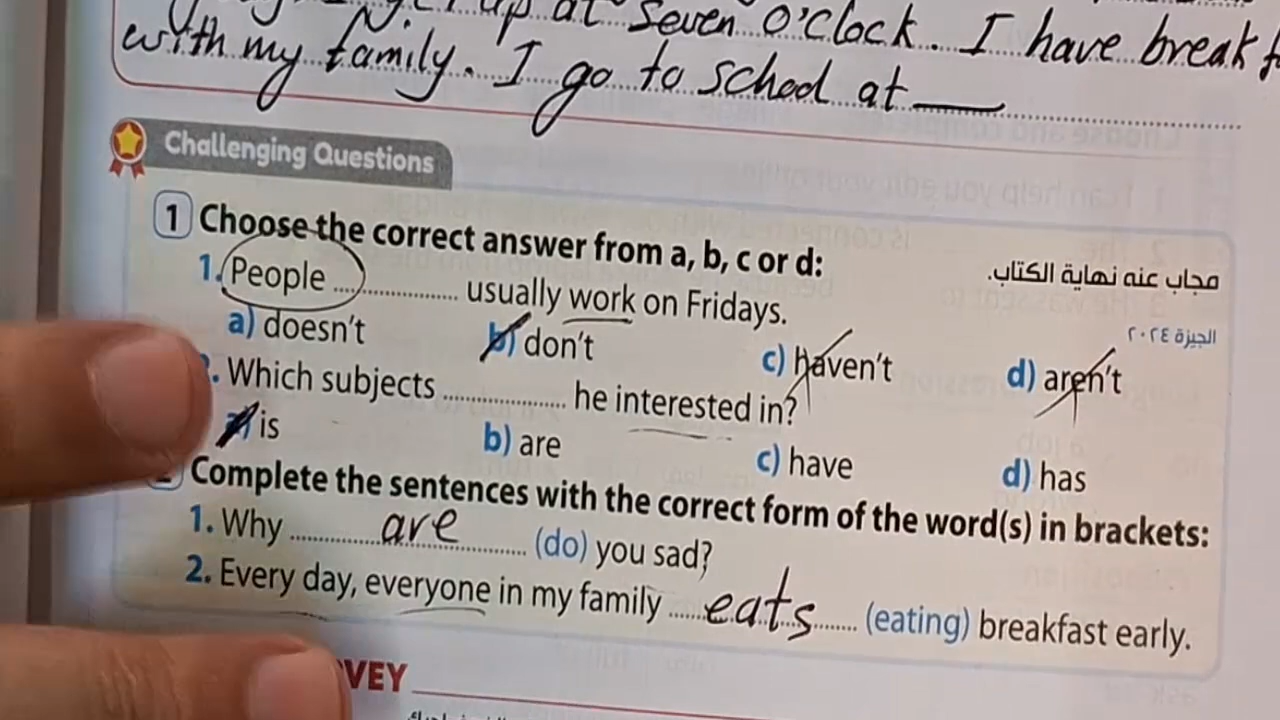 up at seven o'clock. I have break
with my family. I go to school at
Challenging Questions
1 Choose the correct answer from a, b, c or d:
مجاب عنه نهاية الكتاب.
1. People .................... usually work on Fridays.
الجيزة ٢٠٢٤
a) doesn't b) don't c) haven't d) aren't
. Which subjects .................... he interested in?
a) is b) are c) have d) has
2 Complete the sentences with the correct form of the word(s) in brackets:
1. Why ........ are ........ (do) you sad?
2. Every day, everyone in my family ...... eats ...... (eating) breakfast early.
VEY